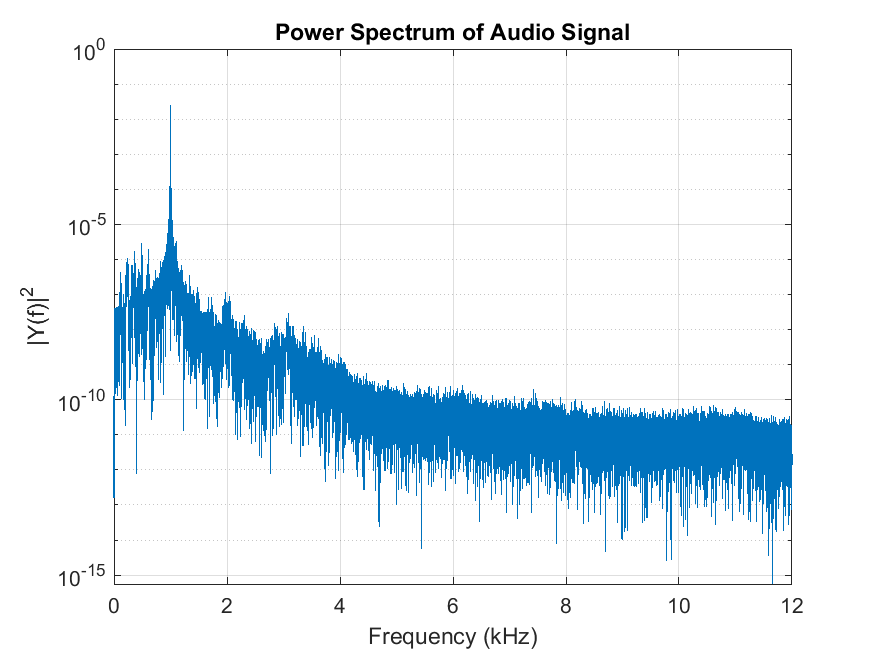 Power Spectrum of Audio Signal
10^0
10^-5
10^-10
10^-15
|Y(f)|^2
0 2 4 6 8 10 12
Frequency (kHz)